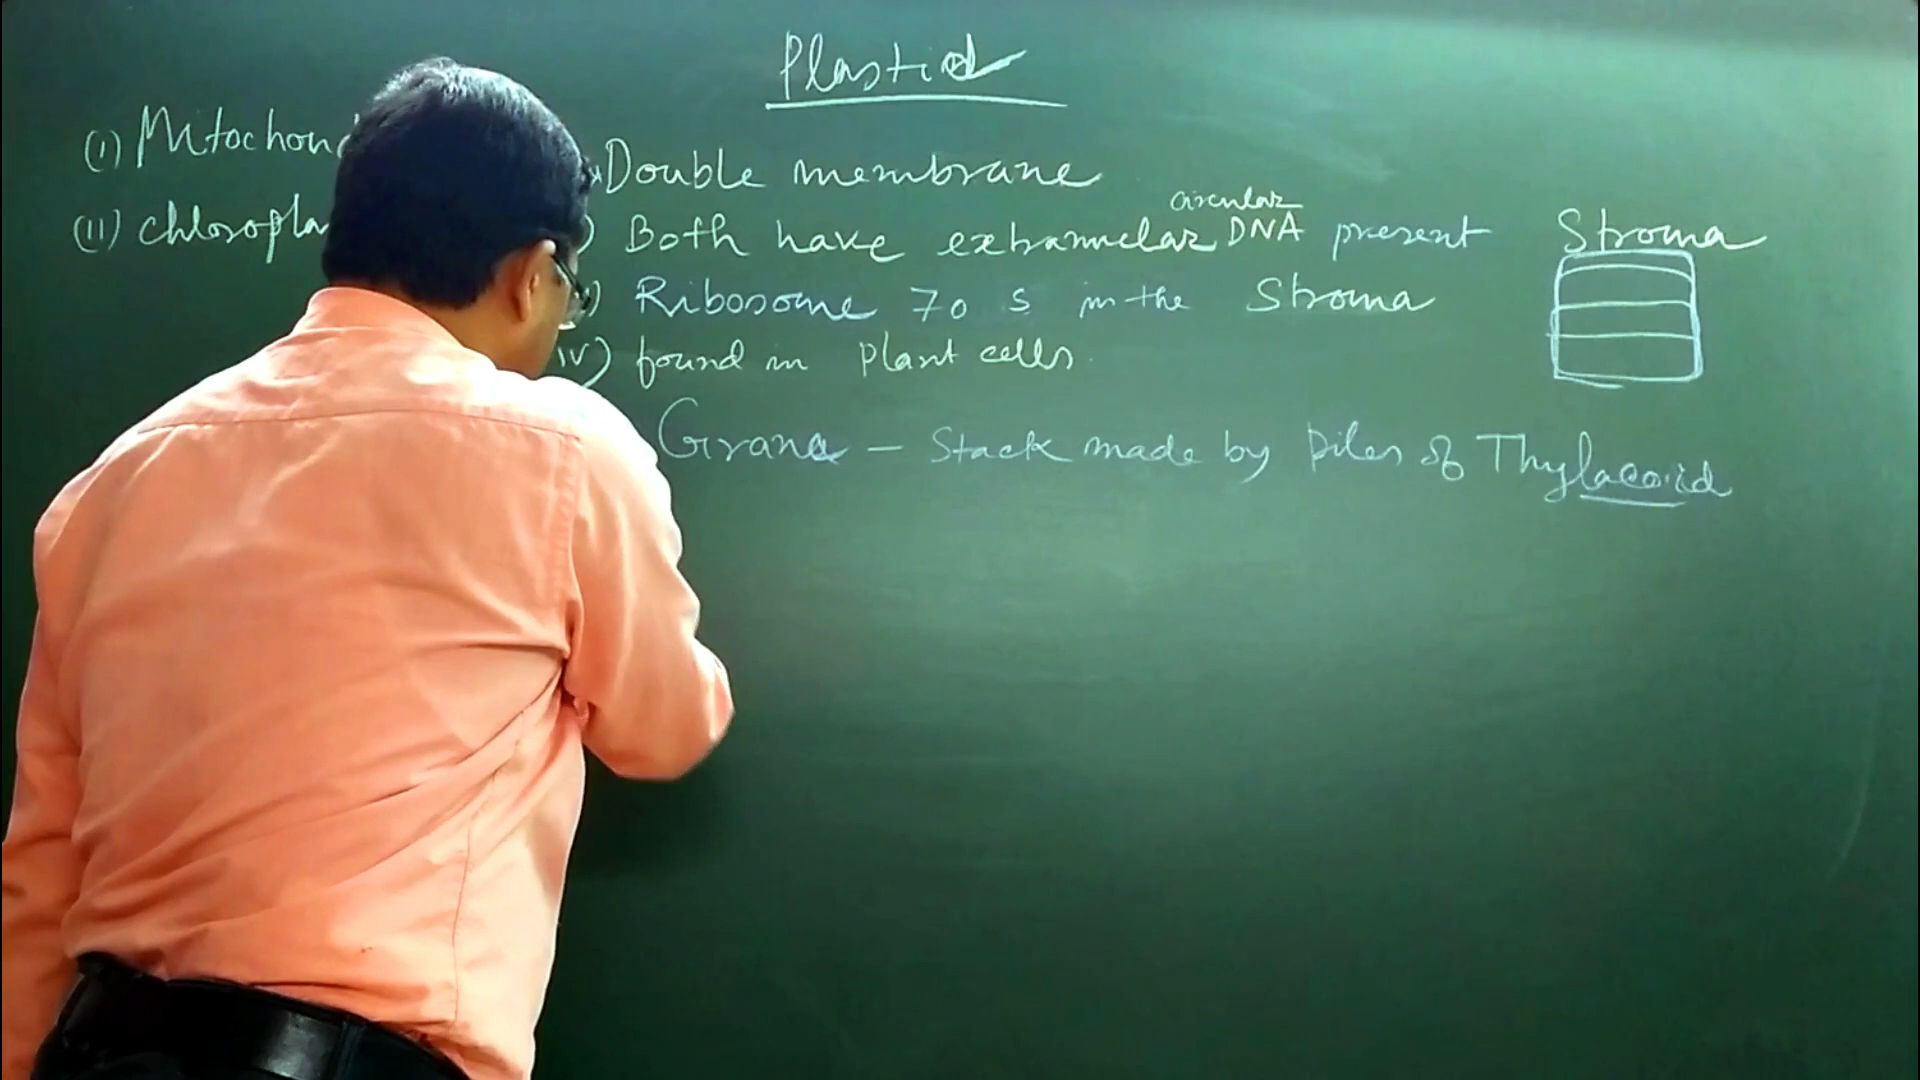 Plastid
(i) Mitochon
Double membrane
(ii) chloropla
circular
Both have extranuclar DNA present Stroma
Ribosome 70 s in the Stroma
iv) found in plant cells.
Grana — Stack made by Piles of Thylacoid